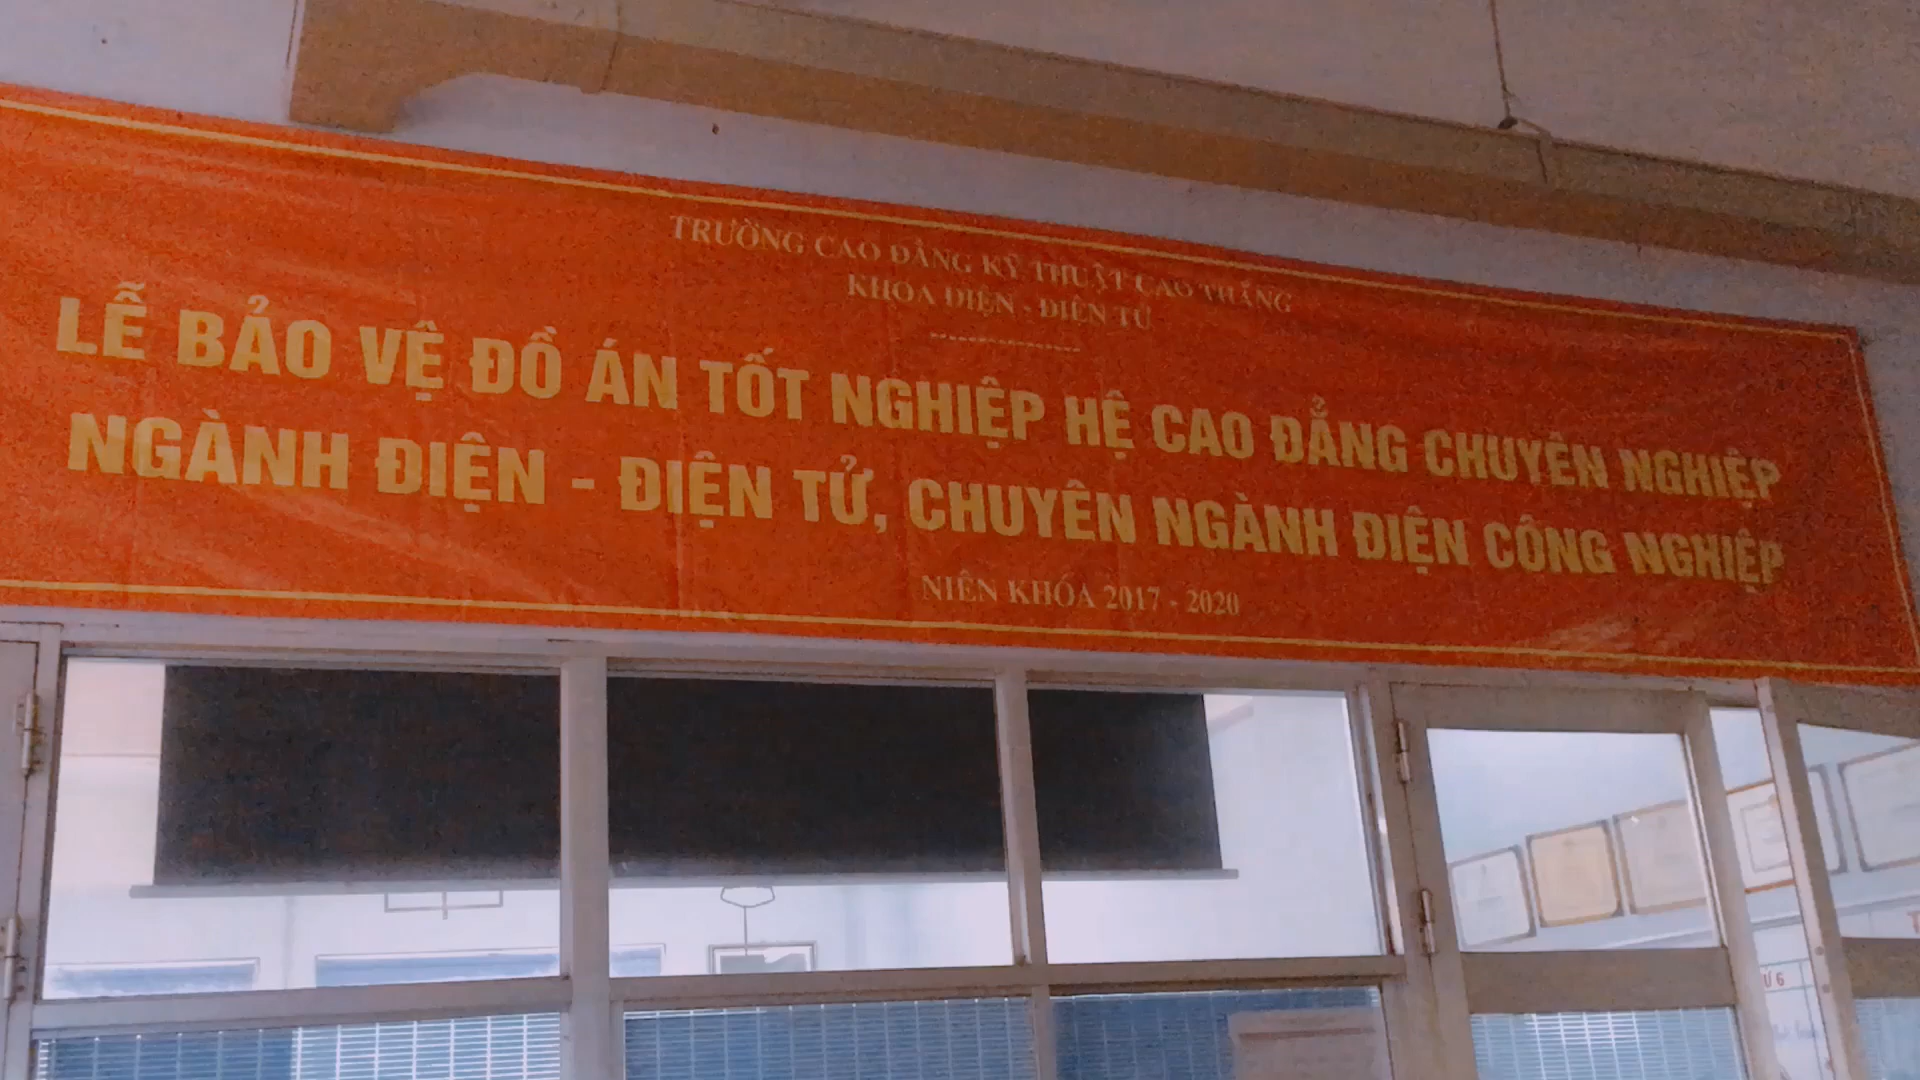 TRƯỜNG CAO ĐẲNG KỸ THUẬT CAO THẮNG
KHOA ĐIỆN - ĐIỆN TỬ
LỄ BẢO VỆ ĐỒ ÁN TỐT NGHIỆP HỆ CAO ĐẲNG CHUYÊN NGHIỆP
NGÀNH ĐIỆN - ĐIỆN TỬ, CHUYÊN NGÀNH ĐIỆN CÔNG NGHIỆP
NIÊN KHÓA 2017 - 2020